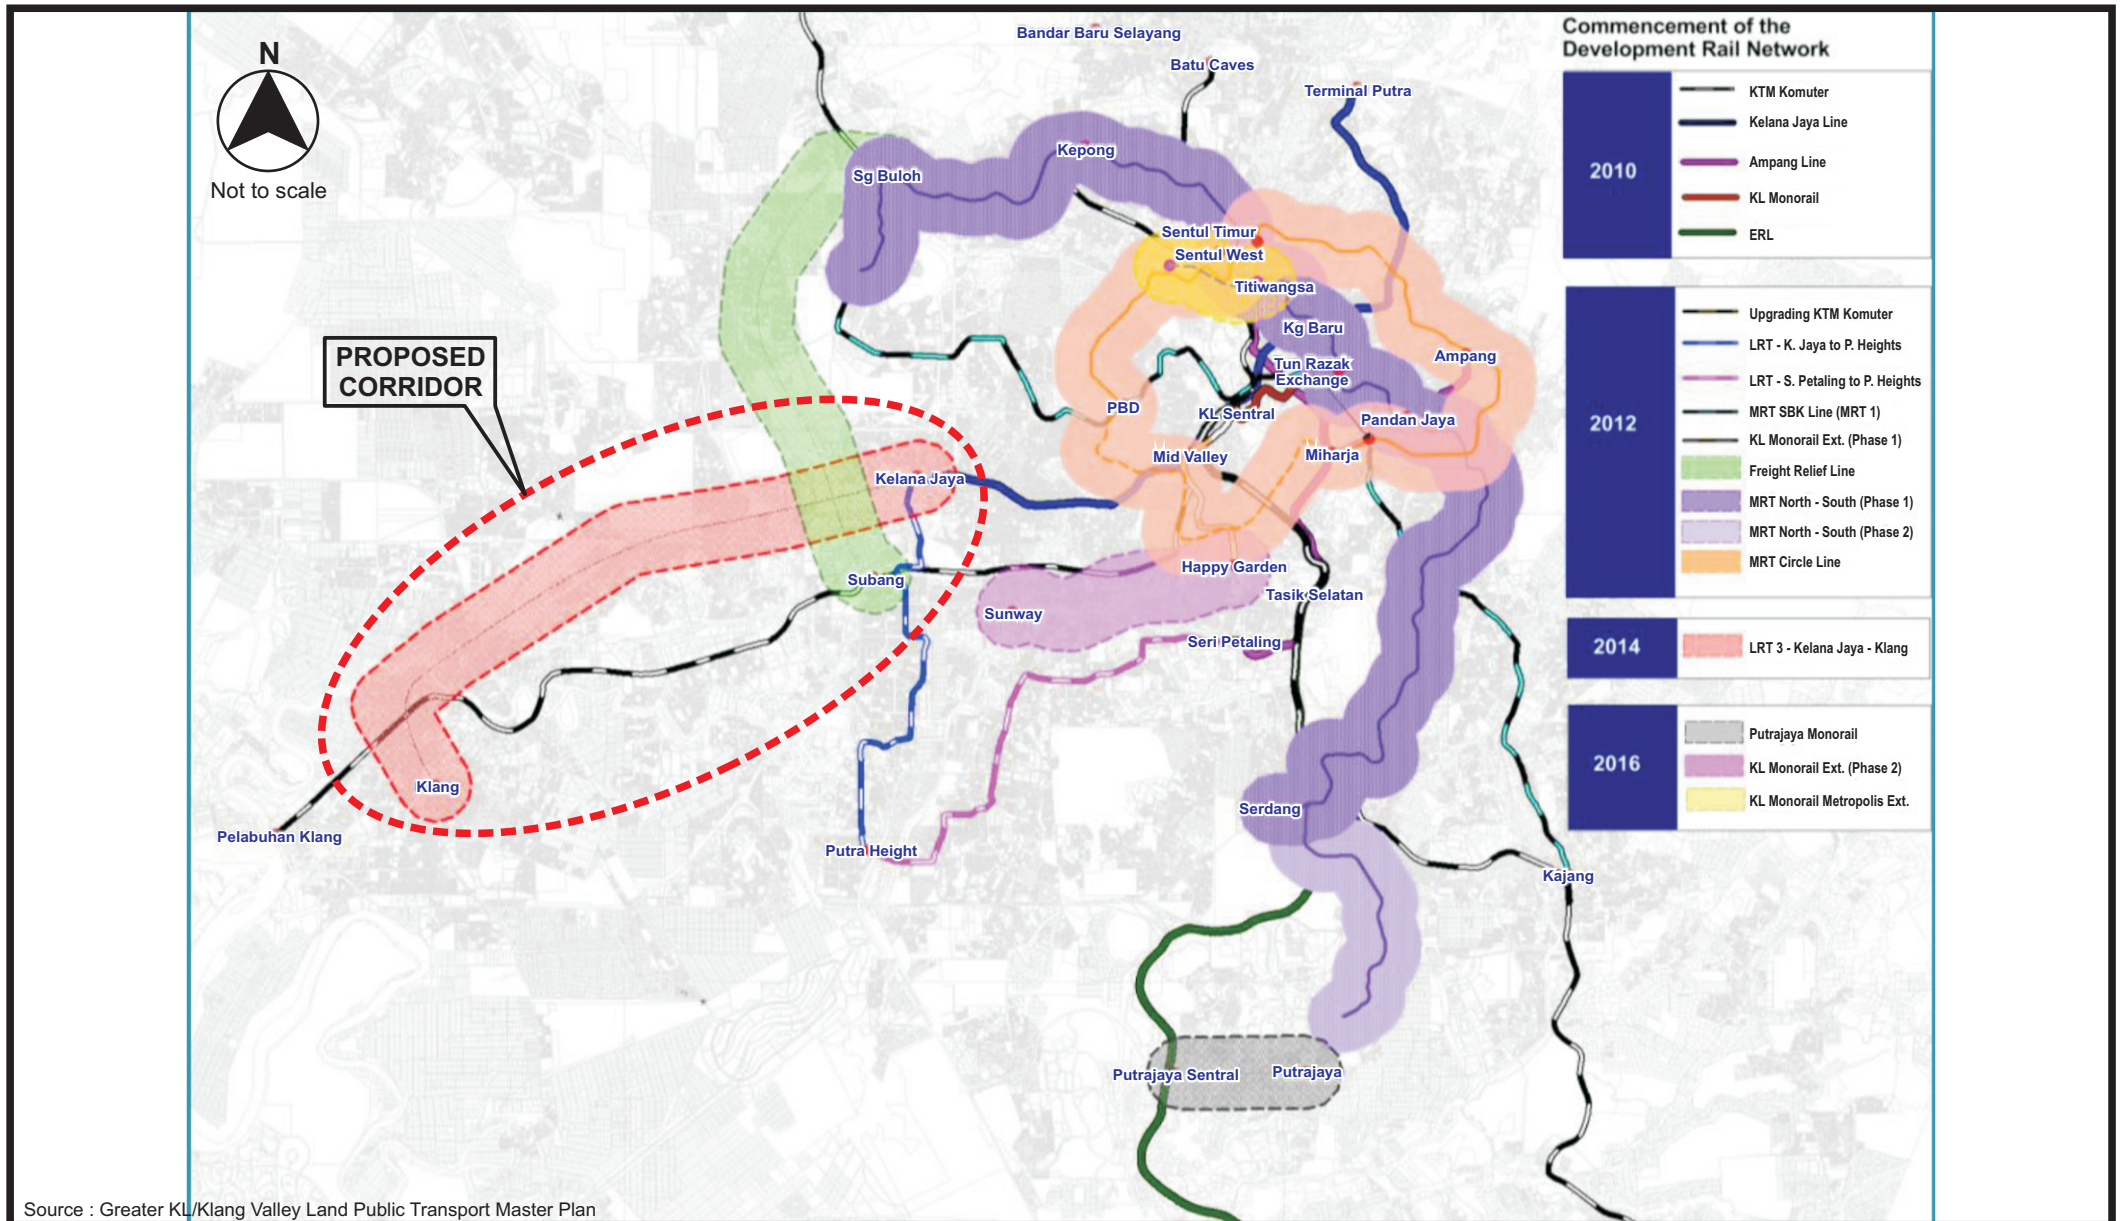 N
Not to scale
PROPOSED
CORRIDOR
Bandar Baru Selayang
Batu Caves
Terminal Putra
Kepong
Sg Buloh
Sentul Timur
Sentul West
Titiwangsa
Kg Baru
Tun Razak
Exchange
Ampang
PBD
KL Sentral
Pandan Jaya
Mid Valley
Miharja
Kelana Jaya
Subang
Happy Garden
Tasik Selatan
Sunway
Seri Petaling
Klang
Pelabuhan Klang
Putra Height
Serdang
Kajang
Putrajaya Sentral
Putrajaya
Commencement of the
Development Rail Network
2010
KTM Komuter
Kelana Jaya Line
Ampang Line
KL Monorail
ERL
2012
Upgrading KTM Komuter
LRT - K. Jaya to P. Heights
LRT - S. Petaling to P. Heights
MRT SBK Line (MRT 1)
KL Monorail Ext. (Phase 1)
Freight Relief Line
MRT North - South (Phase 1)
MRT North - South (Phase 2)
MRT Circle Line
2014
LRT 3 - Kelana Jaya - Klang
2016
Putrajaya Monorail
KL Monorail Ext. (Phase 2)
KL Monorail Metropolis Ext.
Source : Greater KL/Klang Valley Land Public Transport Master Plan